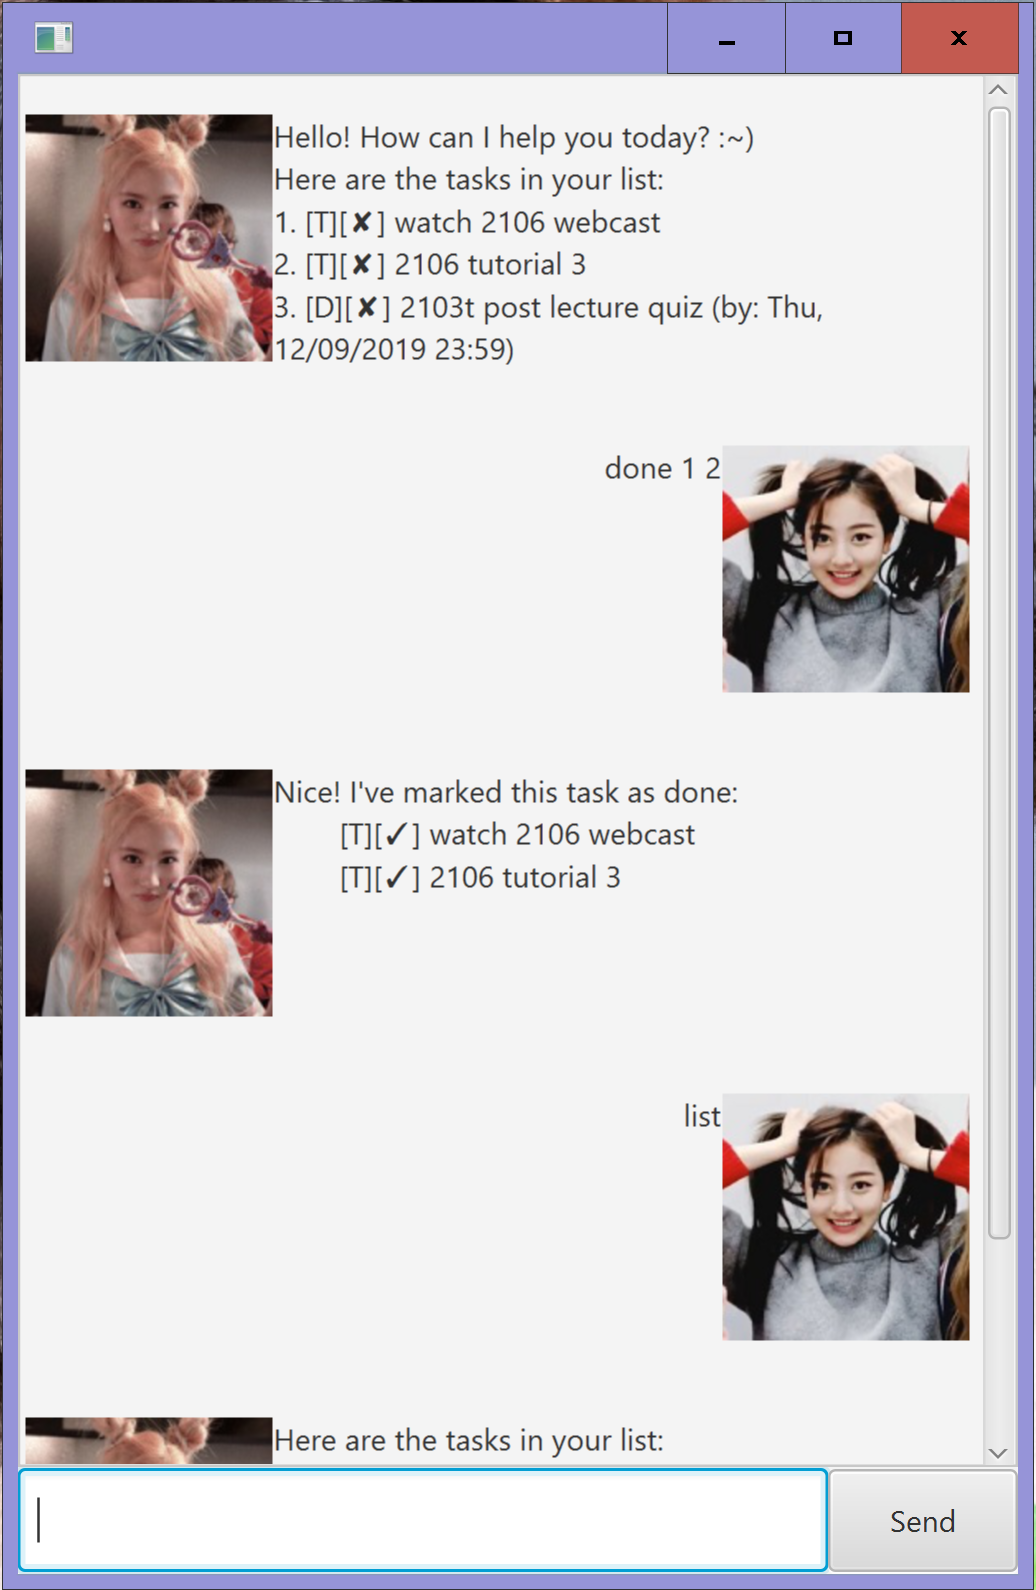 Hello! How can I help you today? :~)
Here are the tasks in your list:
1. [T][✘] watch 2106 webcast
2. [T][✘] 2106 tutorial 3
3. [D][✘] 2103t post lecture quiz (by: Thu,
12/09/2019 23:59)
done 1 2
Nice! I've marked this task as done:
[T][✓] watch 2106 webcast
[T][✓] 2106 tutorial 3
list
Here are the tasks in your list:
Send